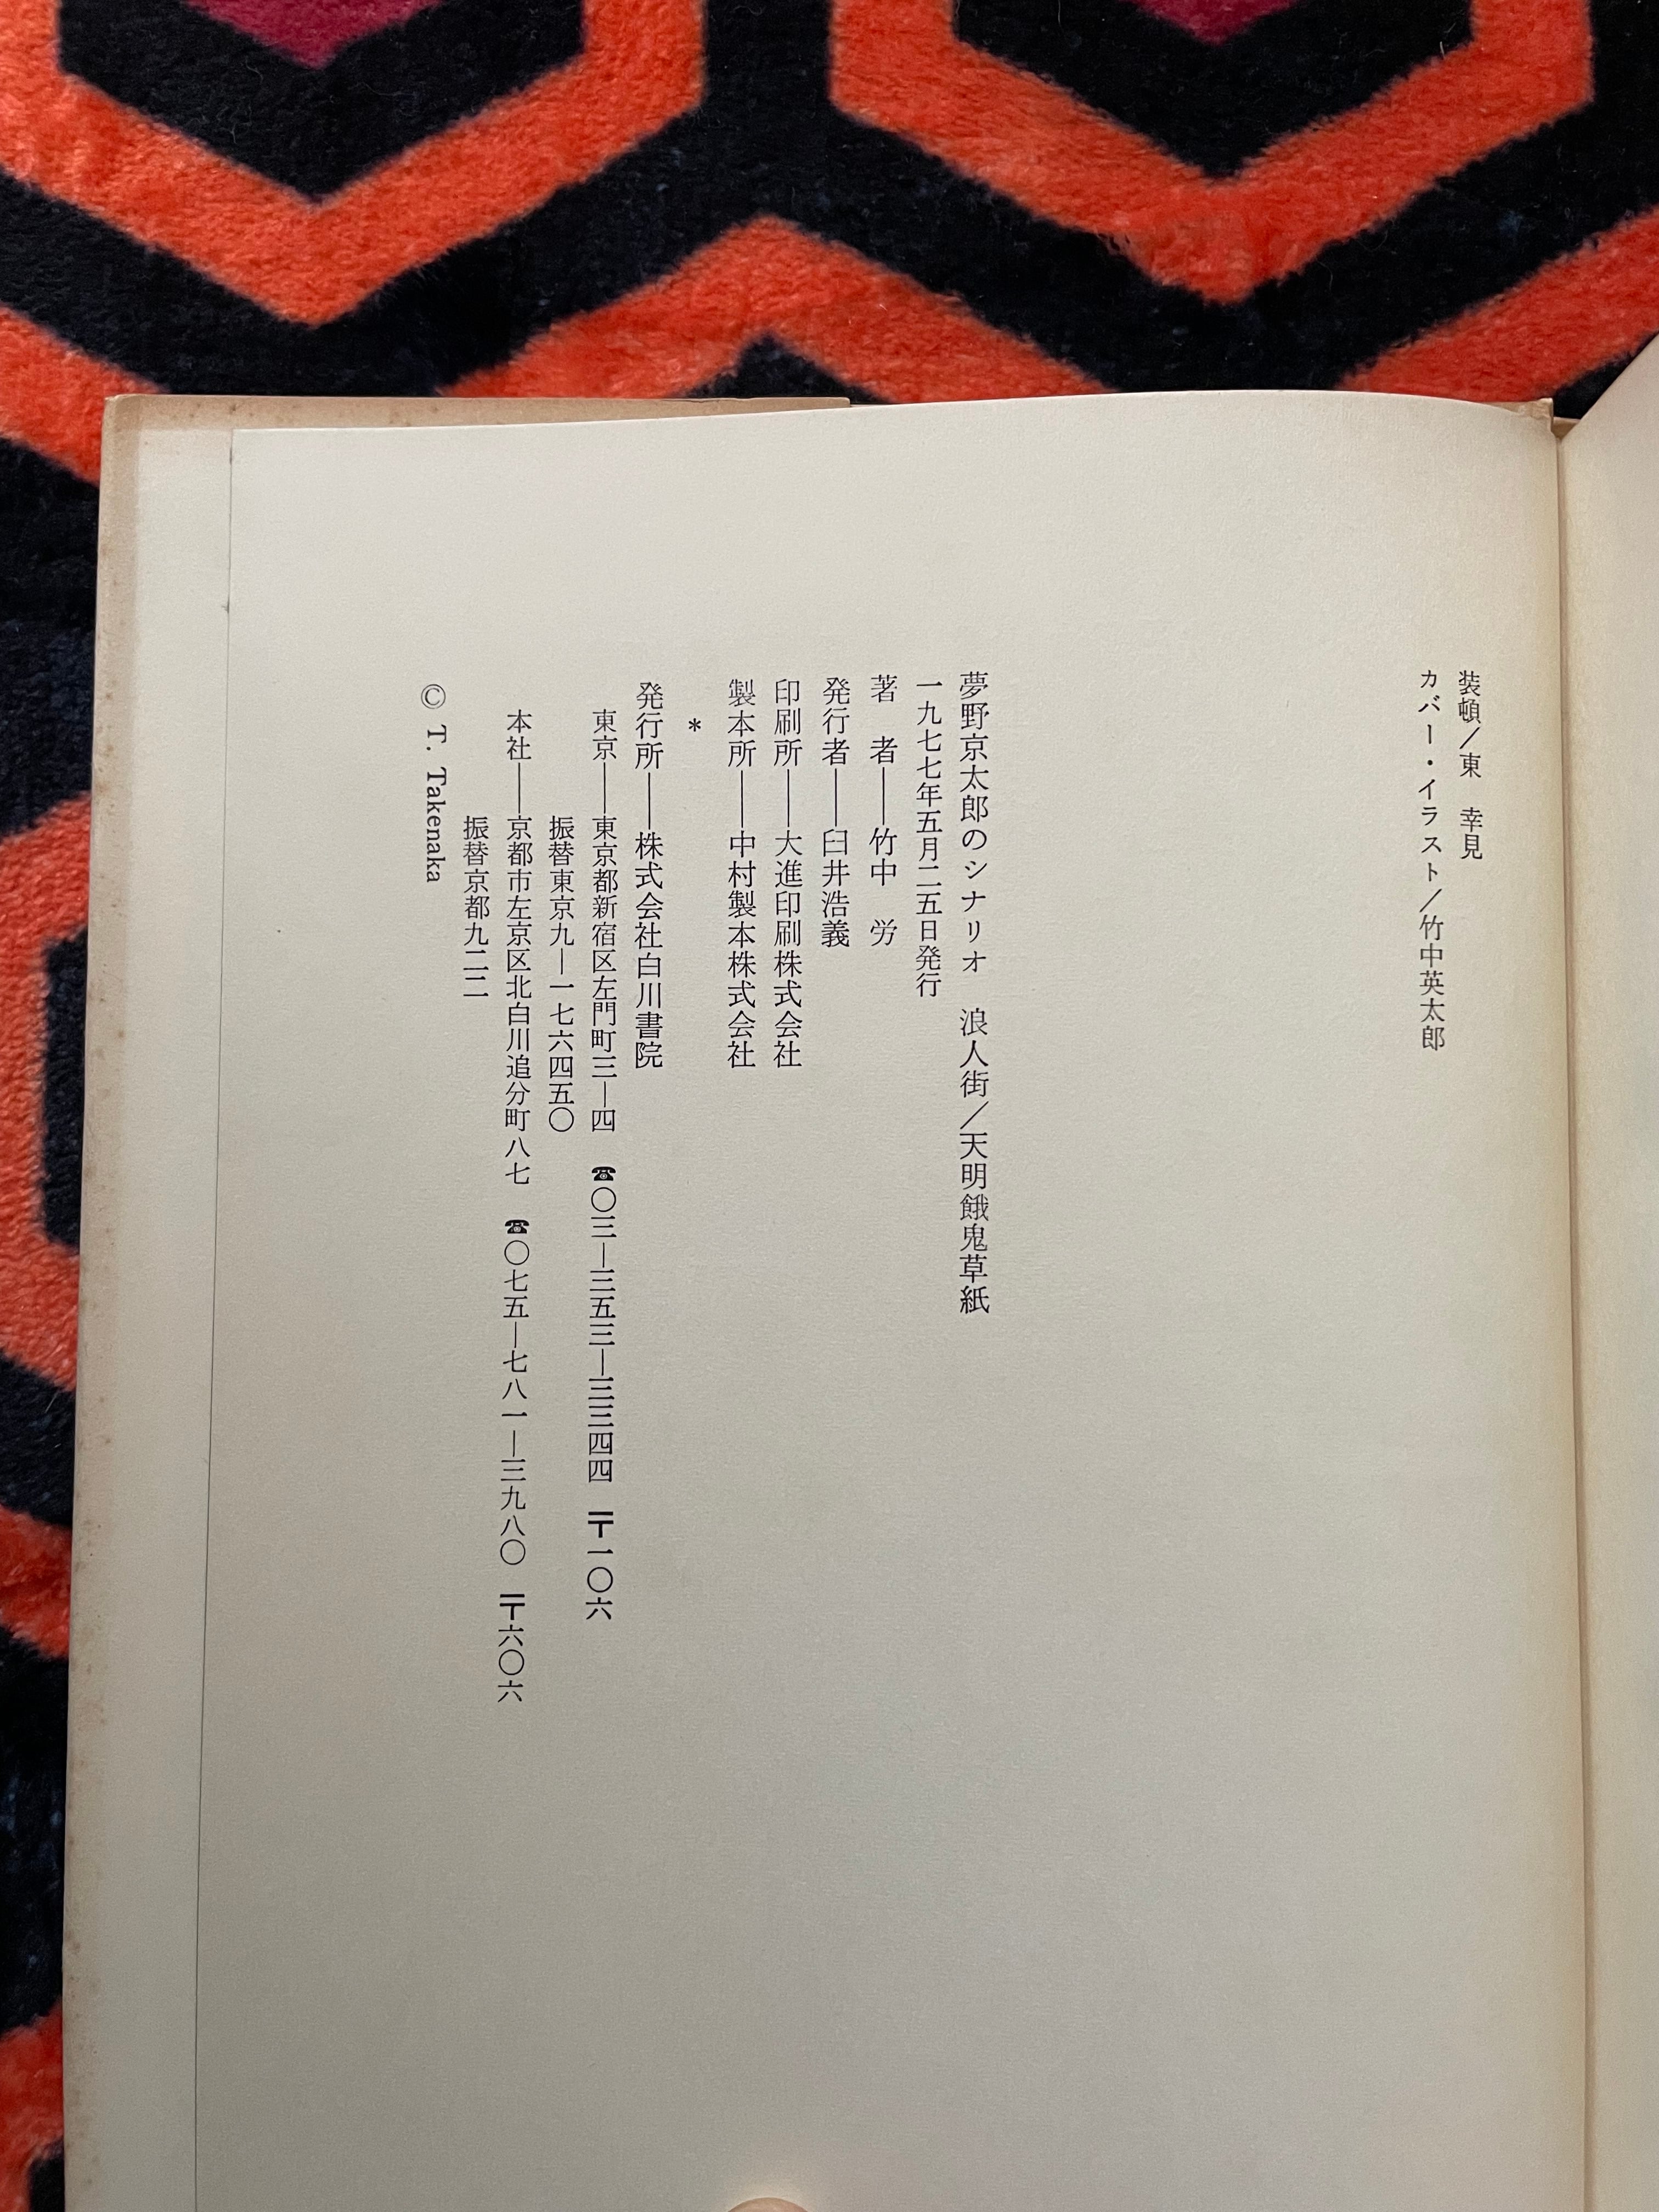 装頓／東　幸見
カバー・イラスト／竹中英太郎
夢野京太郎のシナリオ　浪人街／天明餓鬼草紙
一九七七年五月二五日発行
著　者――竹中　労
発行者――臼井浩義
印刷所――大進印刷株式会社
製本所――中村製本株式会社
＊
発行所――株式会社白川書院
東京――東京都新宿区左門町三―四　☎〇三―三五三―三三四四　〒一〇六
振替東京九―一七六四五〇
本社――京都市左京区北白川追分町八七　☎〇七五―七八一―三九八〇　〒六〇六
振替京都九二二
© T. Takenaka